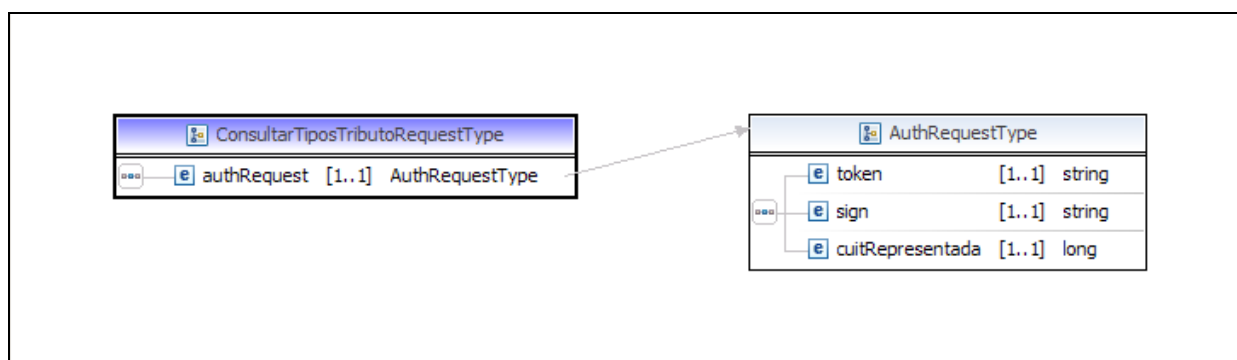 ConsultarTiposTributoRequestType
authRequest [1..1] AuthRequestType
AuthRequestType
token [1..1] string
sign [1..1] string
cuitRepresentada [1..1] long